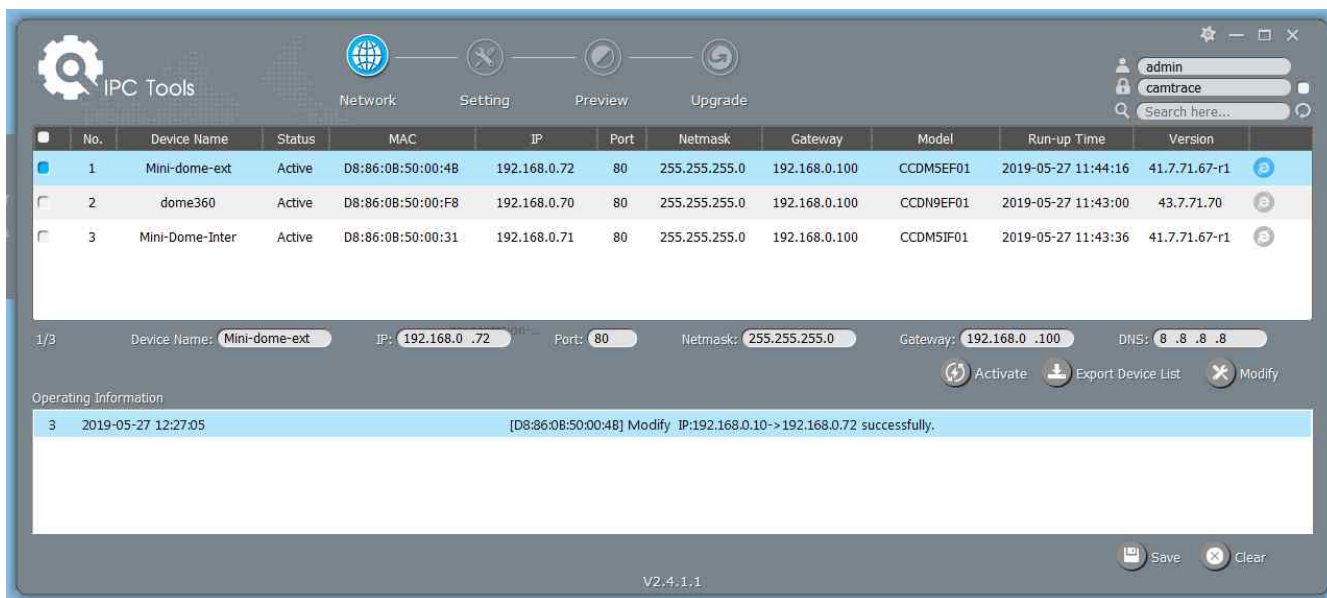 IPC Tools
Network Setting Preview Upgrade
admin
camtrace
Search here...
No. Device Name Status MAC IP Port Netmask Gateway Model Run-up Time Version
1 Mini-dome-ext Active D8:86:0B:50:00:4B 192.168.0.72 80 255.255.255.0 192.168.0.100 CCDM5EF01 2019-05-27 11:44:16 41.7.71.67-r1
2 dome360 Active D8:86:0B:50:00:F8 192.168.0.70 80 255.255.255.0 192.168.0.100 CCDN9EF01 2019-05-27 11:43:00 43.7.71.70
3 Mini-Dome-Inter Active D8:86:0B:50:00:31 192.168.0.71 80 255.255.255.0 192.168.0.100 CCDM5IF01 2019-05-27 11:43:36 41.7.71.67-r1
1/3 Device Name: Mini-dome-ext IP: 192.168.0 .72 Port: 80 Netmask: 255.255.255.0 Gateway: 192.168.0 .100 DNS: 8 .8 .8 .8
Activate Export Device List Modify
Operating Information
3 2019-05-27 12:27:05 [D8:86:0B:50:00:4B] Modify IP:192.168.0.10->192.168.0.72 successfully.
Save Clear
V2.4.1.1